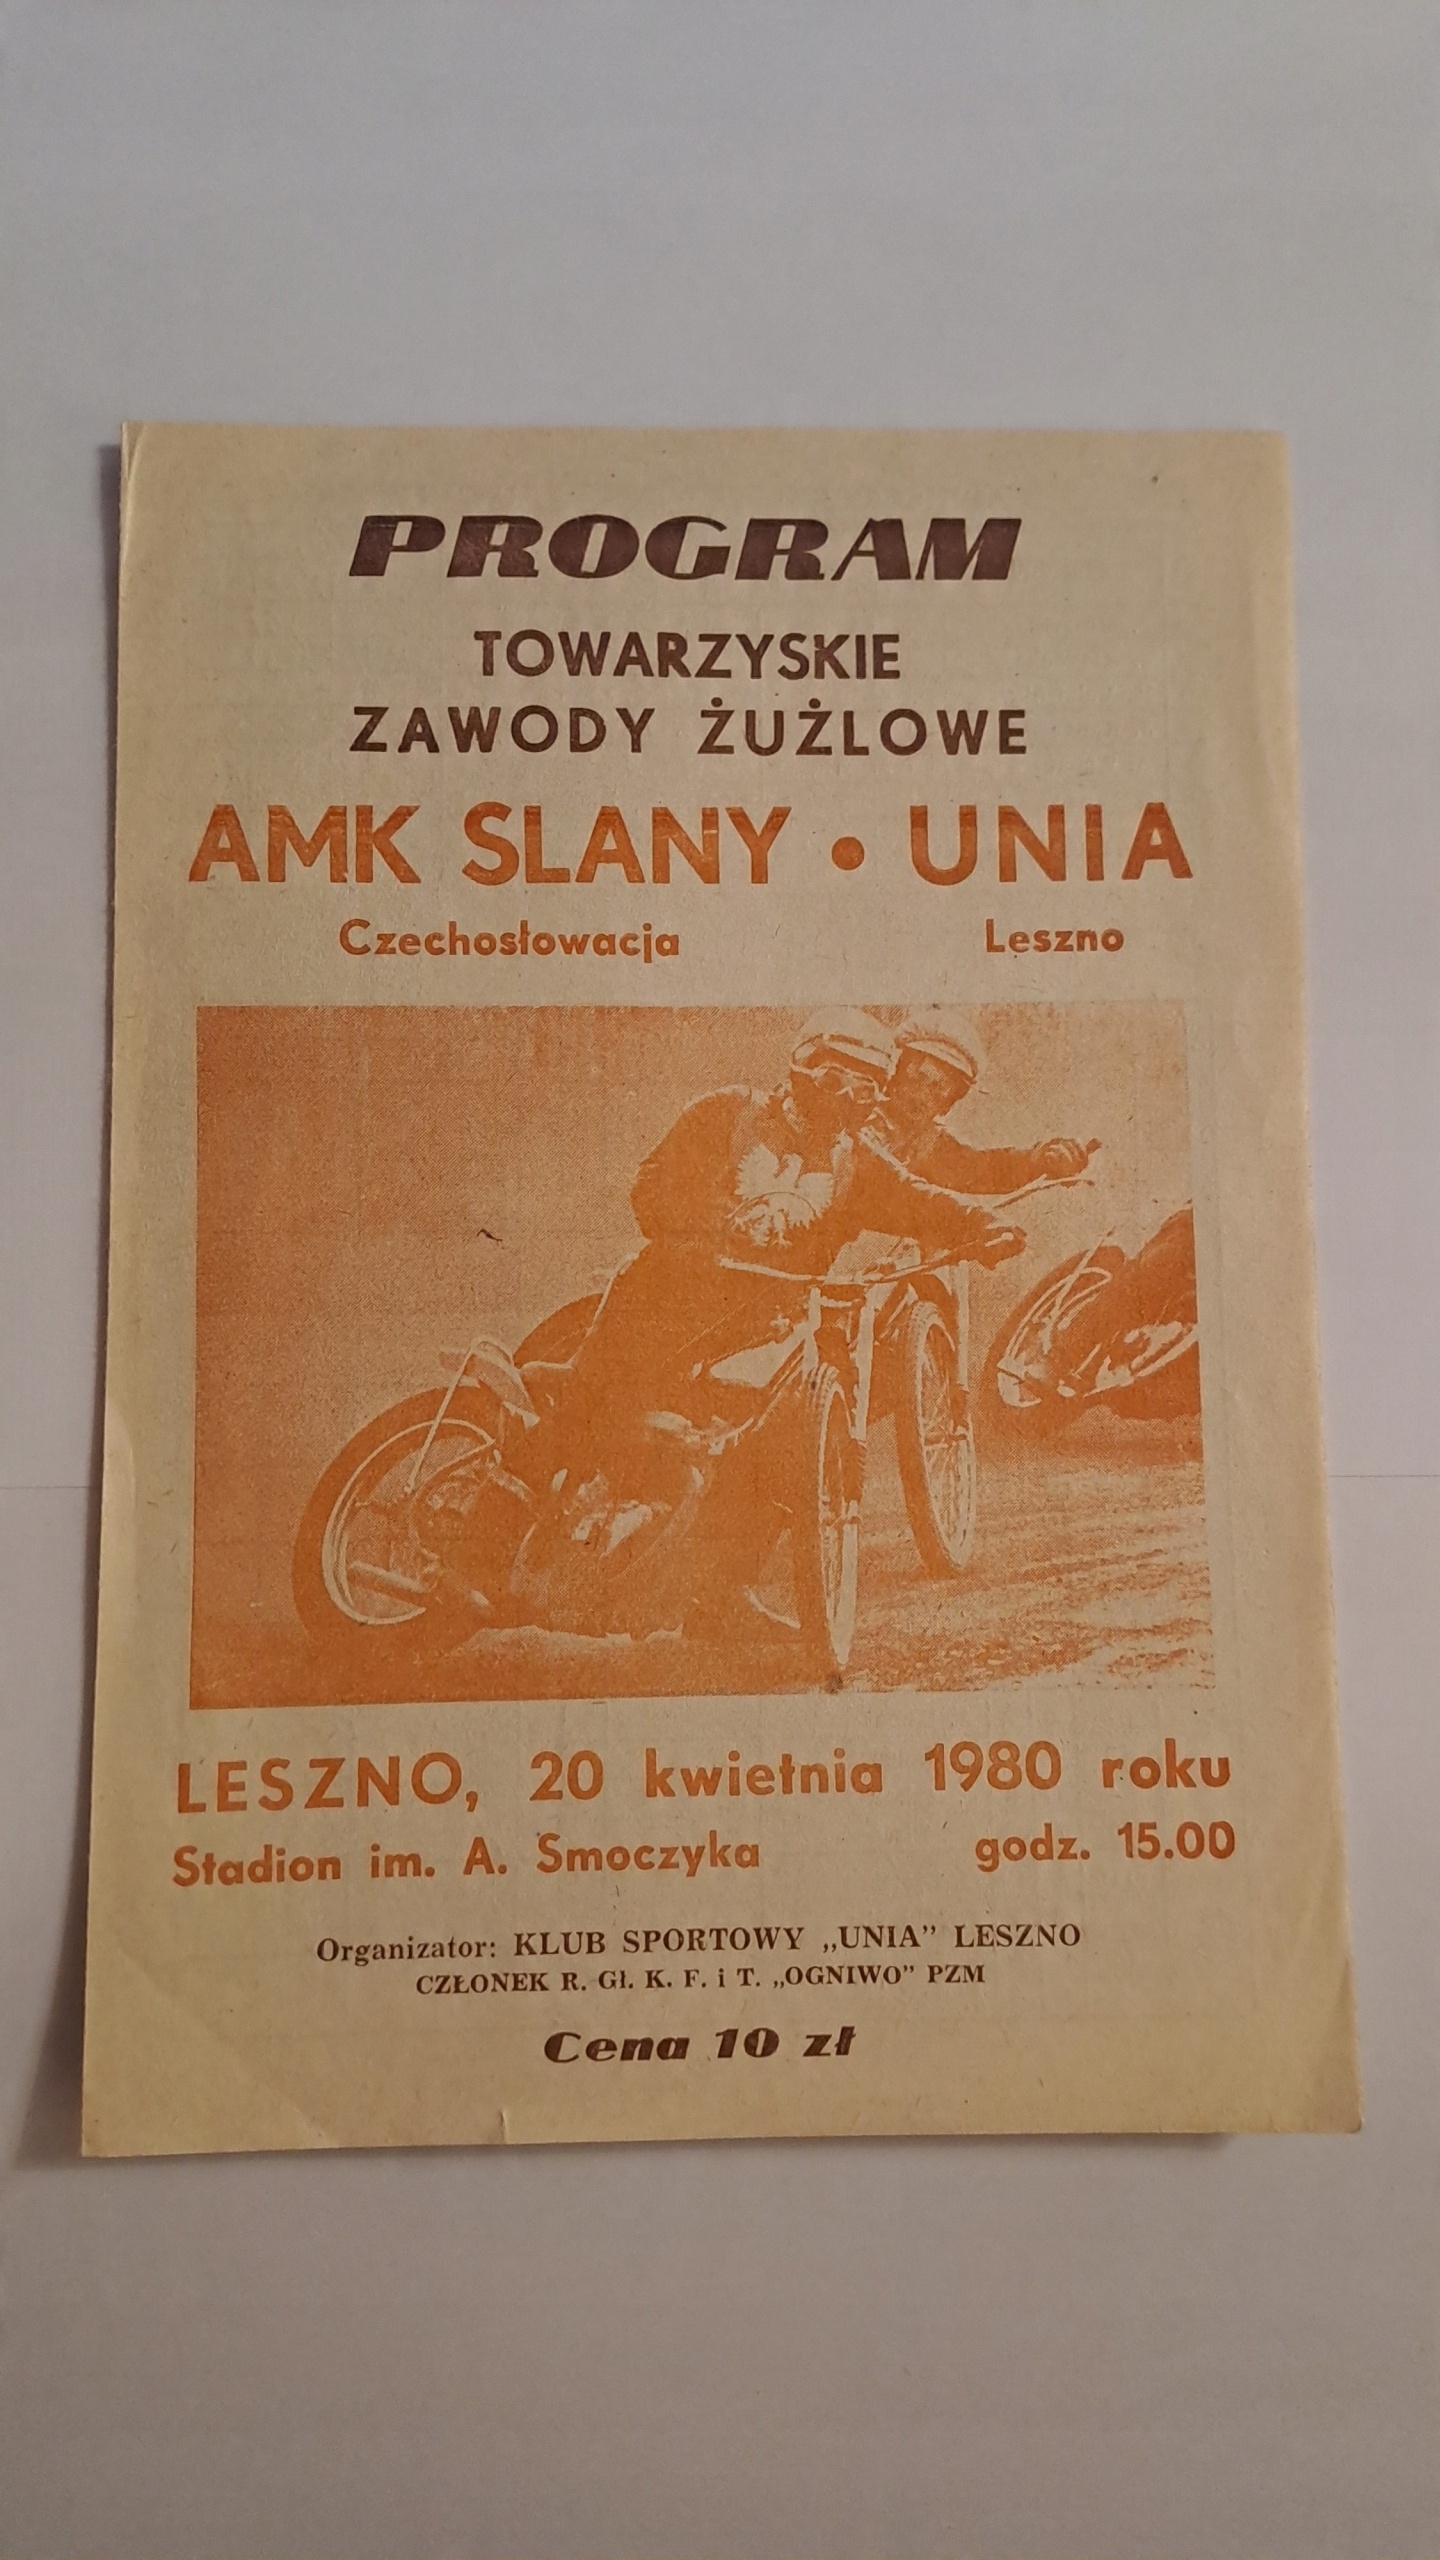 PROGRAM
TOWARZYSKIE
ZAWODY ŻUŻLOWE
AMK SLANY • UNIA
Czechosłowacja Leszno
LESZNO, 20 kwietnia 1980 roku
Stadion im. A. Smoczyka godz. 15.00
Organizator: KLUB SPORTOWY „UNIA” LESZNO
CZŁONEK R. Gł. K. F. i T. „OGNIWO” PZM
Cena 10 zł